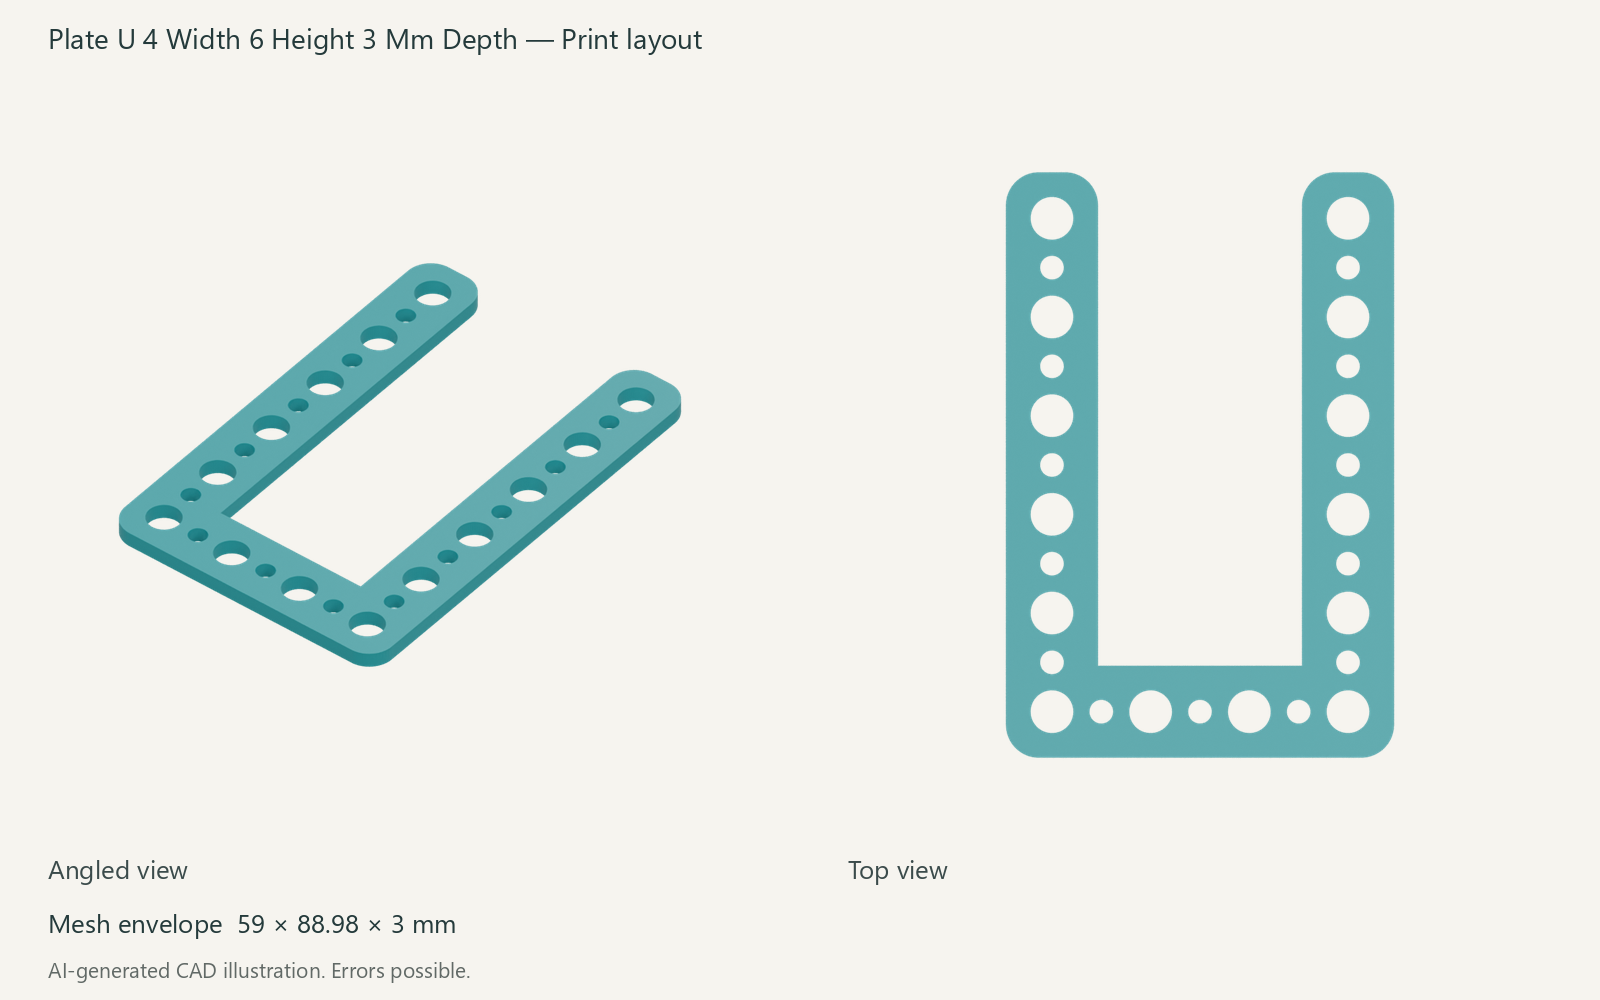 Plate U 4 Width 6 Height 3 Mm Depth — Print layout
Angled view
Top view
Mesh envelope 59 × 88.98 × 3 mm
AI-generated CAD illustration. Errors possible.